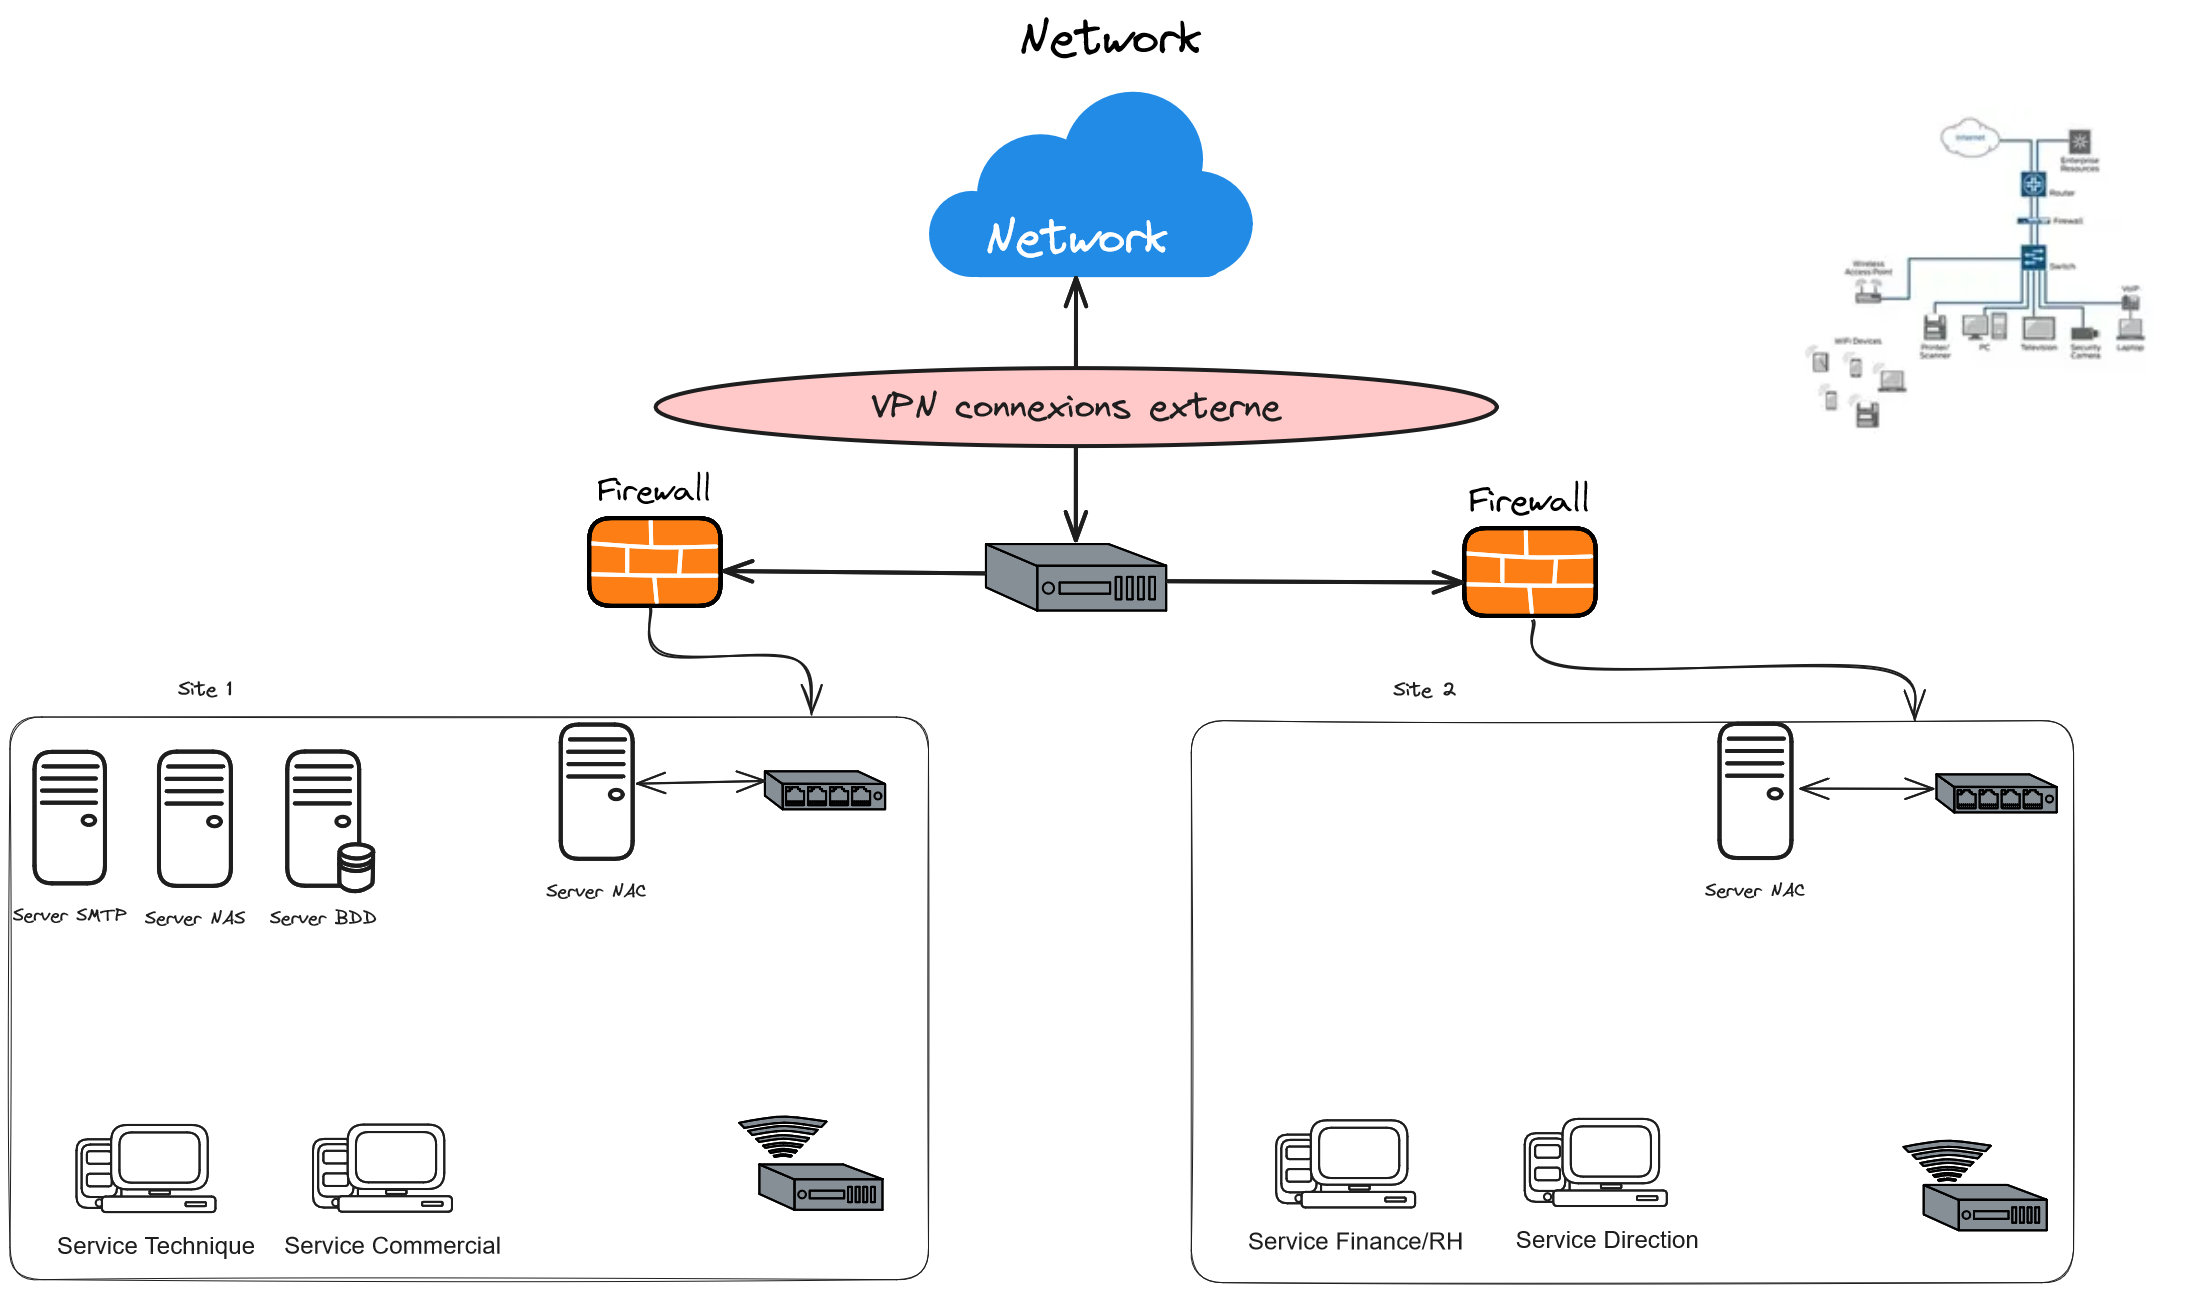 Network
Network
Internet
Enterprise
Resources
Router
Firewall
Switch
Wireless
Access Point
VoIP
Printer/
Scanner
PC
Television
Security
Camera
Laptop
WiFi Devices
VPN connexions externe
Firewall
Firewall
Site 1
Site 2
Server SMTP
Server NAS
Server BDD
Server NAC
Server NAC
Service Technique
Service Commercial
Service Finance/RH
Service Direction